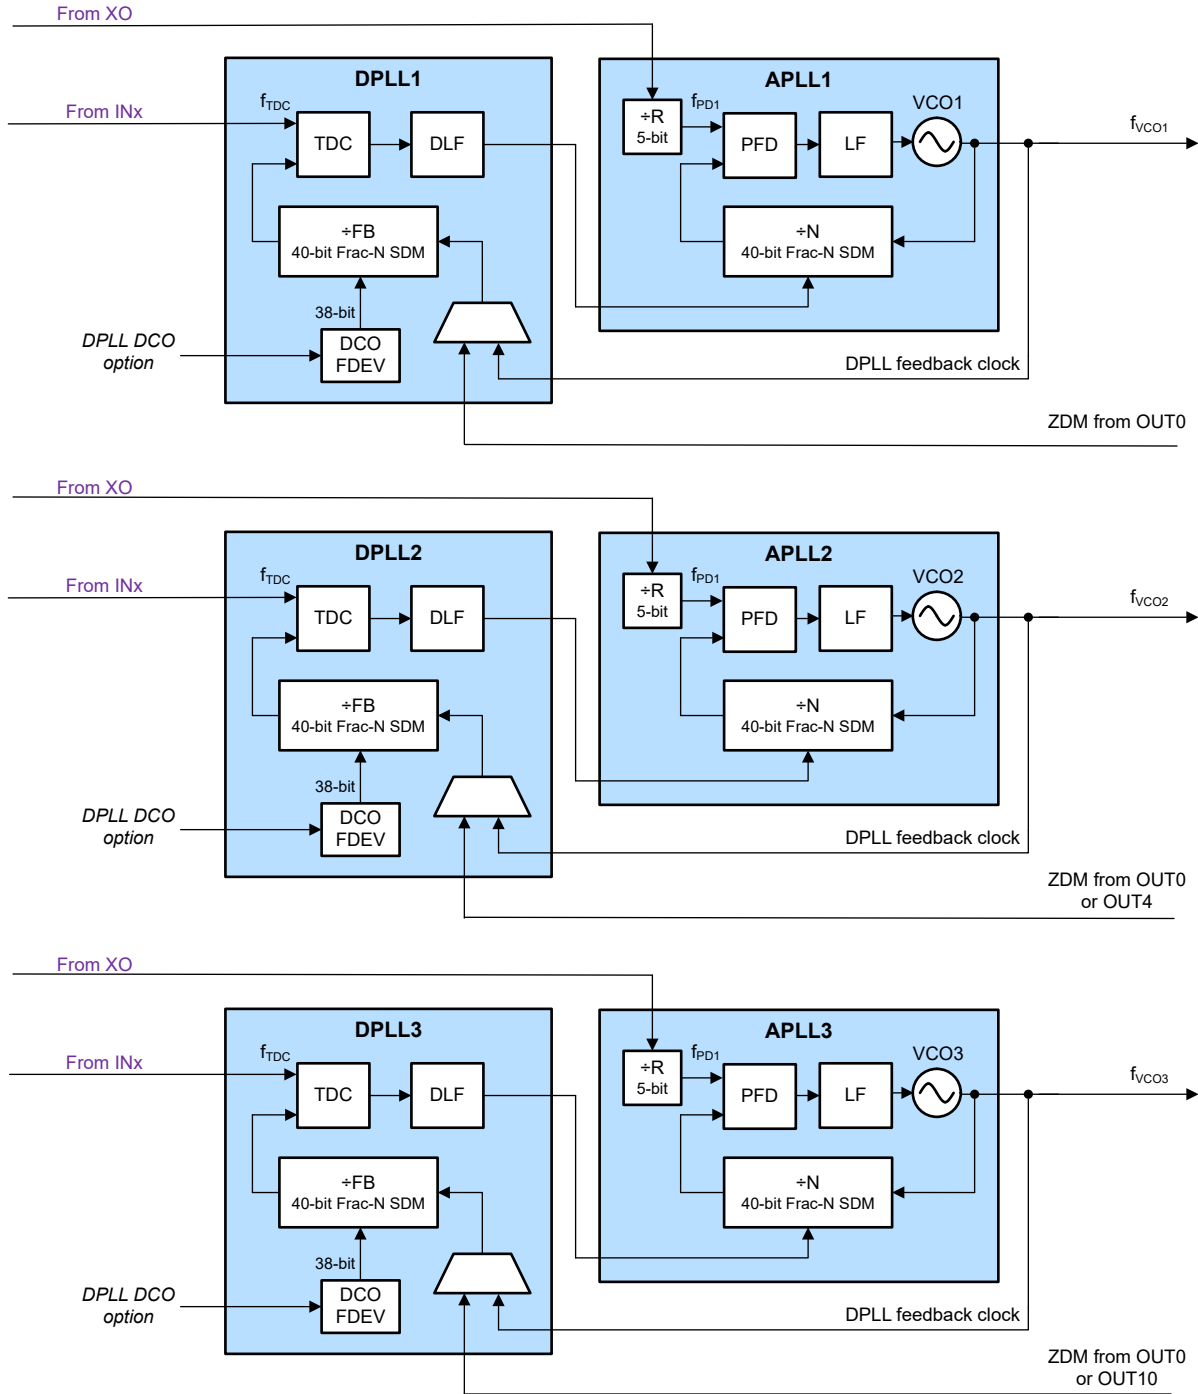 From XO
DPLL1
APLL1
From INx
fTDC
TDC
DLF
÷R
5-bit
fPD1
PFD
LF
VCO1
fVCO1
÷FB
40-bit Frac-N SDM
÷N
40-bit Frac-N SDM
38-bit
DPLL DCO
option
DCO
FDEV
DPLL feedback clock
ZDM from OUT0
From XO
DPLL2
APLL2
From INx
fTDC
TDC
DLF
÷R
5-bit
fPD1
PFD
LF
VCO2
fVCO2
÷FB
40-bit Frac-N SDM
÷N
40-bit Frac-N SDM
38-bit
DPLL DCO
option
DCO
FDEV
DPLL feedback clock
ZDM from OUT0
or OUT4
From XO
DPLL3
APLL3
From INx
fTDC
TDC
DLF
÷R
5-bit
fPD1
PFD
LF
VCO3
fVCO3
÷FB
40-bit Frac-N SDM
÷N
40-bit Frac-N SDM
38-bit
DPLL DCO
option
DCO
FDEV
DPLL feedback clock
ZDM from OUT0
or OUT10